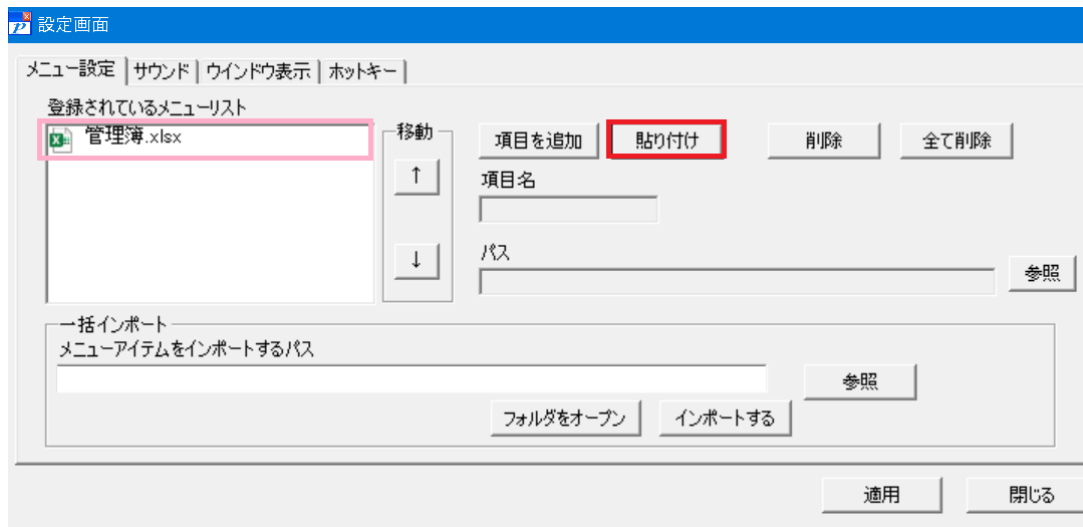 設定画面
メニュー設定 サウンド ウインドウ表示 ホットキー
登録されているメニューリスト
管理簿.xlsx
移動
↑
↓
項目を追加 貼り付け 削除 全て削除
項目名
パス
参照
一括インポート
メニューアイテムをインポートするパス
参照
フォルダをオープン インポートする
適用 閉じる